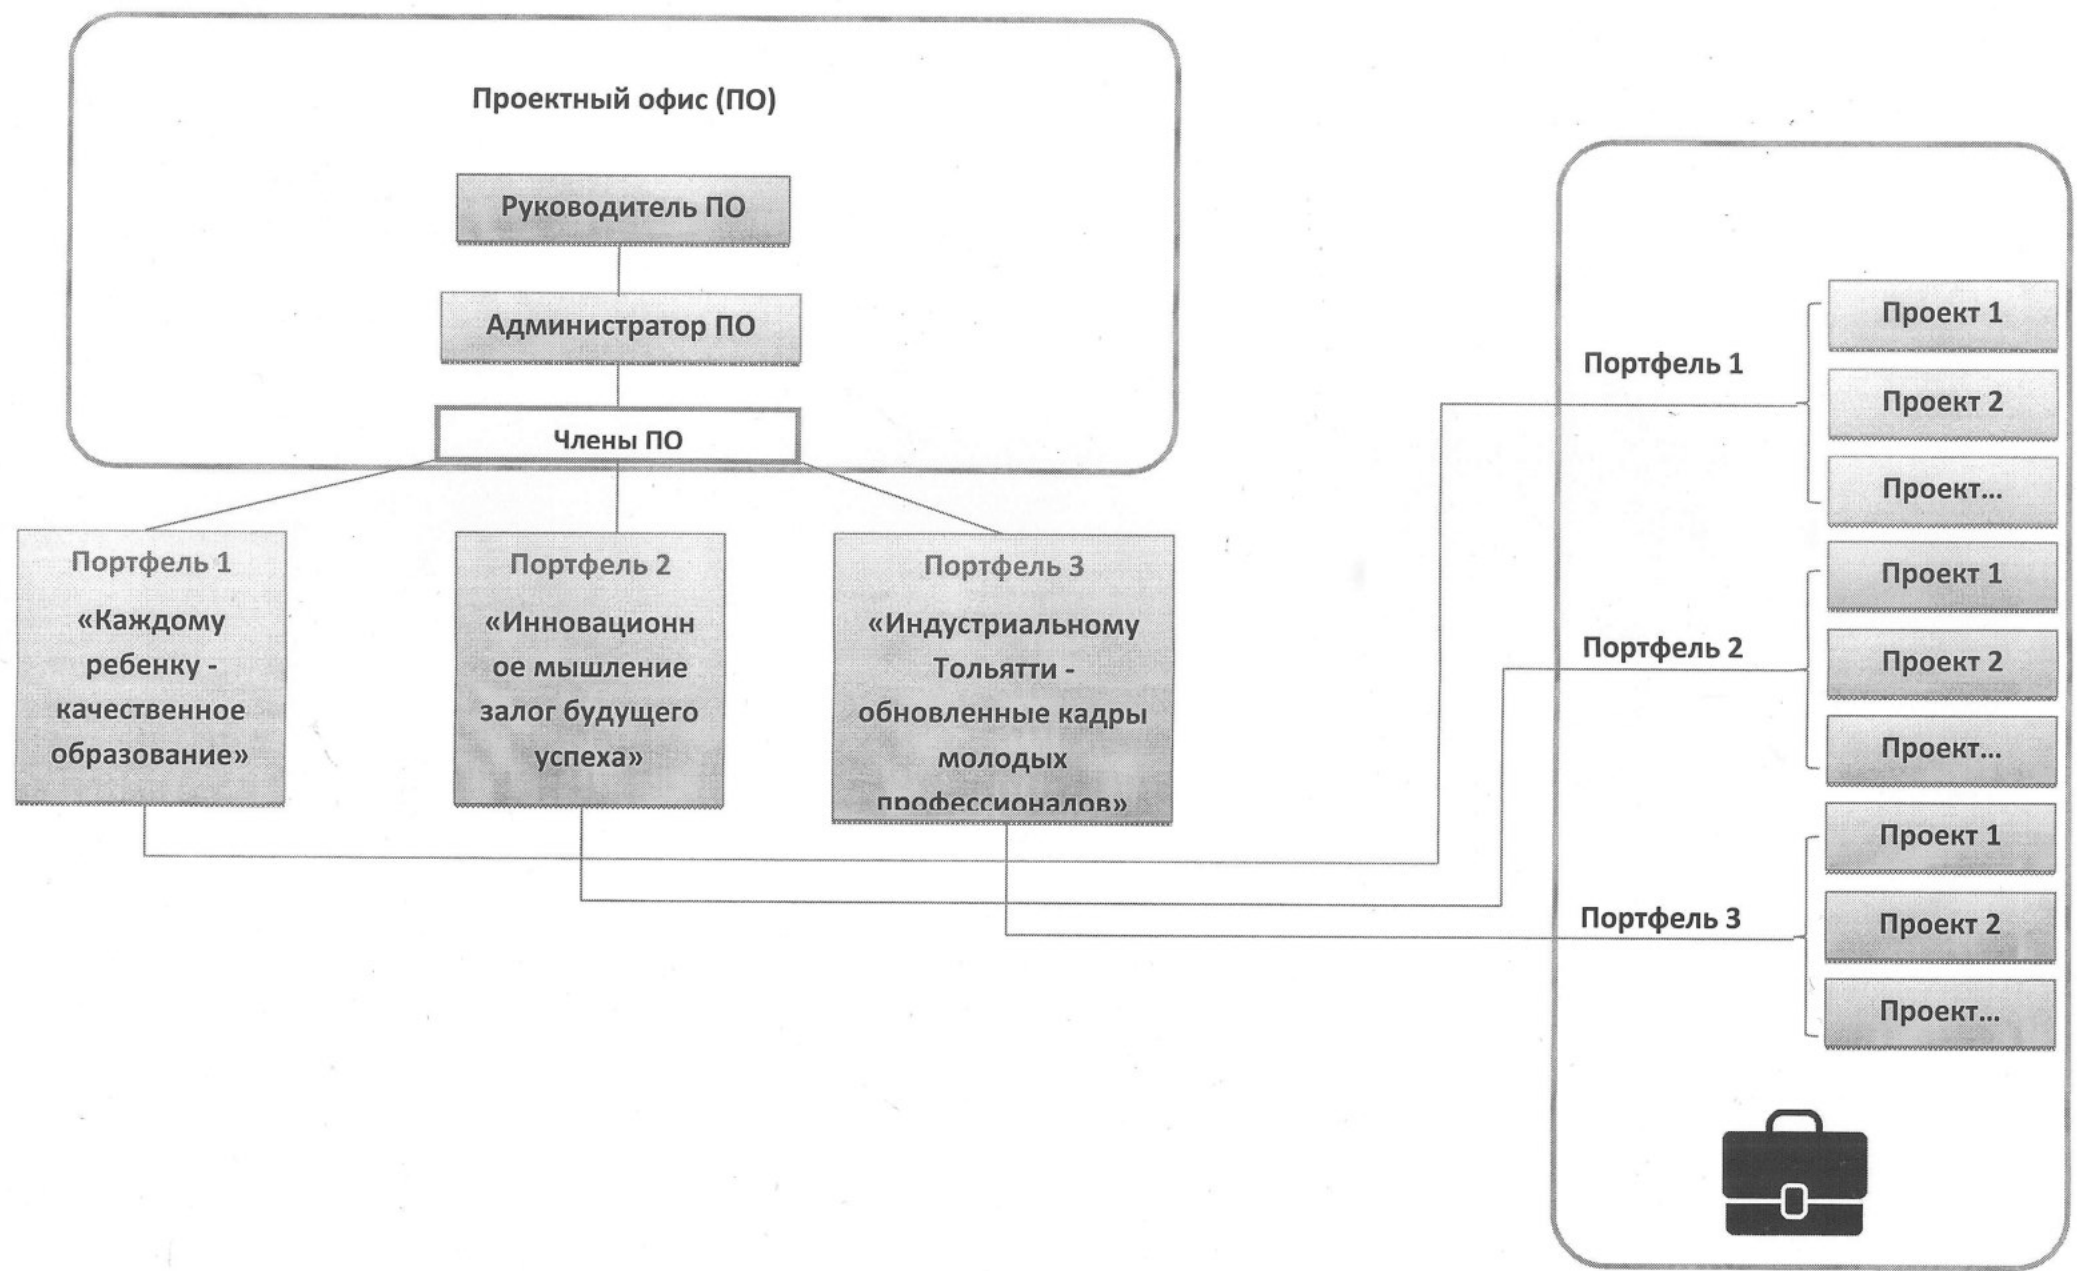 Проектный офис (ПО)
Руководитель ПО
Администратор ПО
Члены ПО
Портфель 1
«Каждому
ребенку -
качественное
образование»
Портфель 2
«Инновационн
ое мышление
залог будущего
успеха»
Портфель 3
«Индустриальному
Тольятти -
обновленные кадры
молодых
профессионалов»
Портфель 1
Проект 1
Проект 2
Проект...
Портфель 2
Проект 1
Проект 2
Проект...
Портфель 3
Проект 1
Проект 2
Проект...